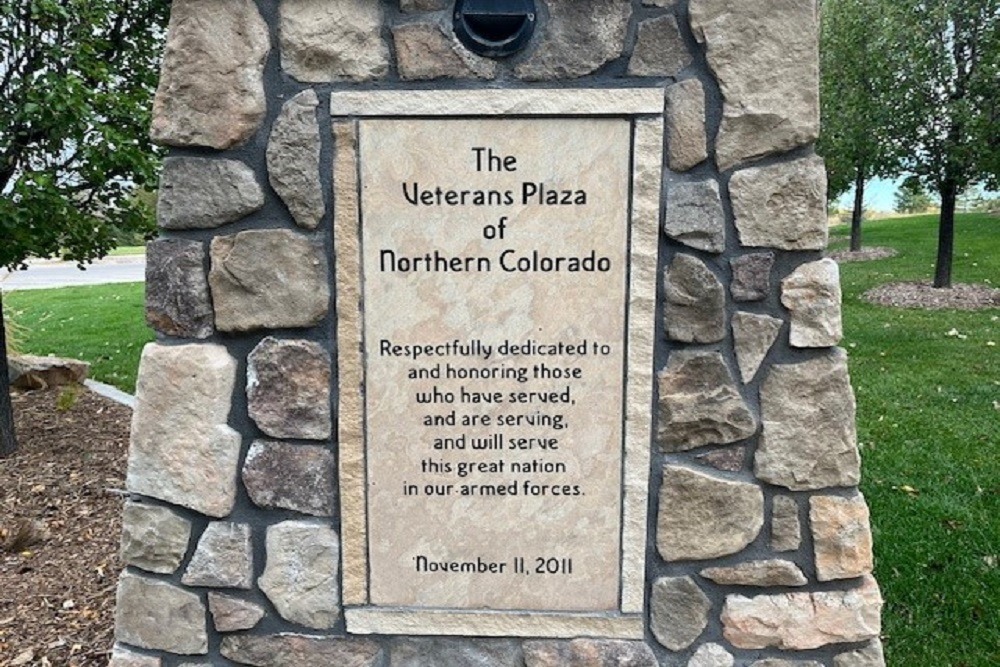 The
Veterans Plaza
of
Northern Colorado
Respectfully dedicated to
and honoring those
who have served,
and are serving,
and will serve
this great nation
in our armed forces.
November 11, 2011